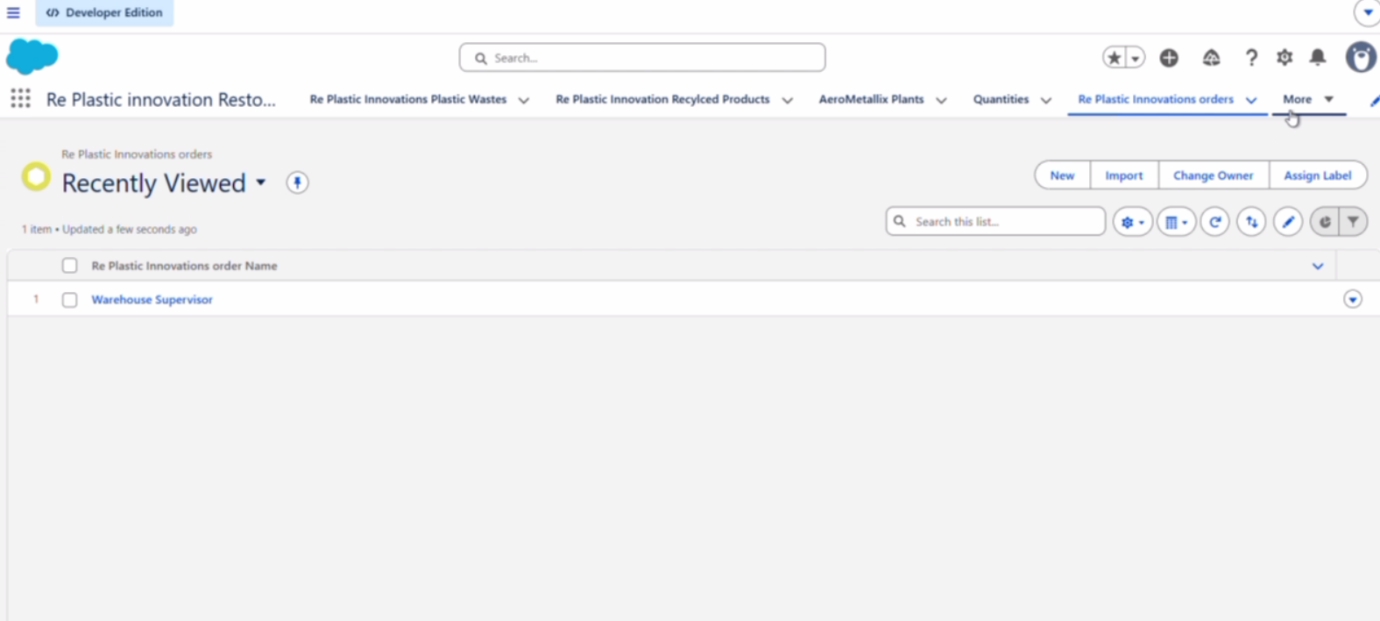 Developer Edition
Search...
Re Plastic innovation Resto...
Re Plastic Innovations Plastic Wastes
Re Plastic Innovation Recylced Products
AeroMetallix Plants
Quantities
Re Plastic Innovations orders
More
Re Plastic Innovations orders
Recently Viewed
New
Import
Change Owner
Assign Label
1 item • Updated a few seconds ago
Search this list...
Re Plastic Innovations order Name
1
Warehouse Supervisor